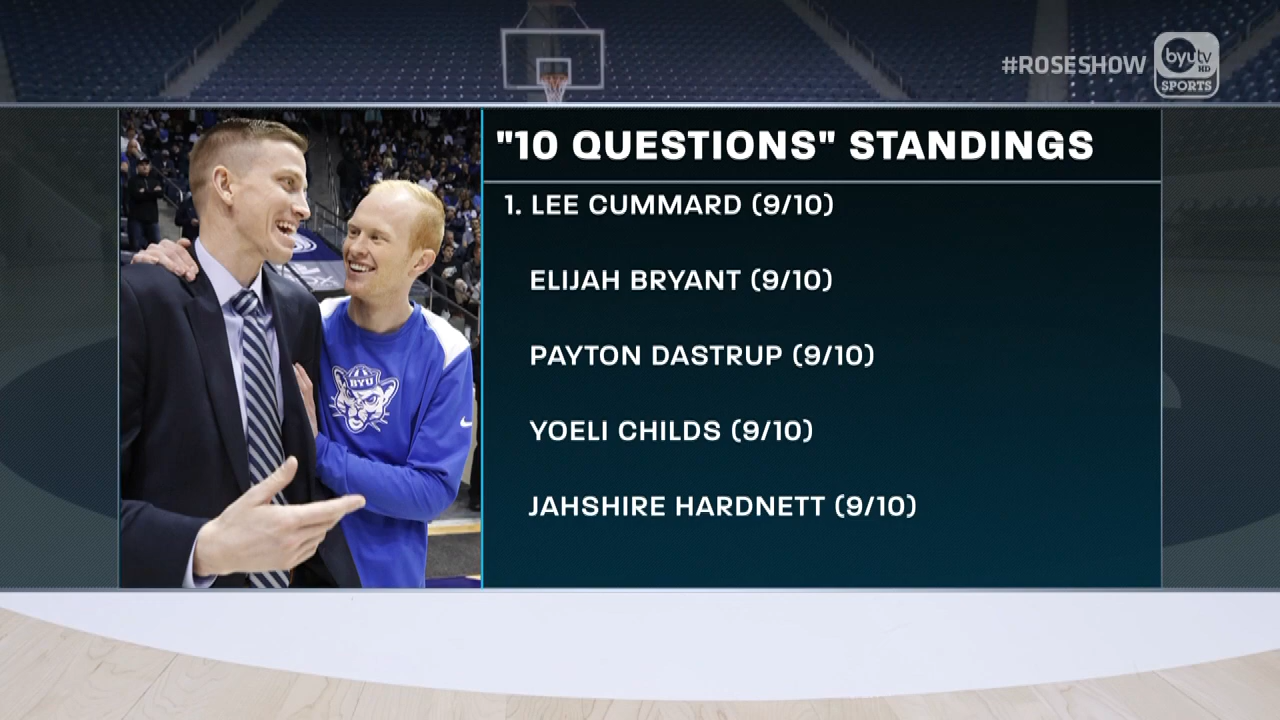 #ROSESHOW
byutv
HD
SPORTS
"10 QUESTIONS" STANDINGS
1. LEE CUMMARD (9/10)
ELIJAH BRYANT (9/10)
PAYTON DASTRUP (9/10)
YOELI CHILDS (9/10)
JAHSHIRE HARDNETT (9/10)
BYU